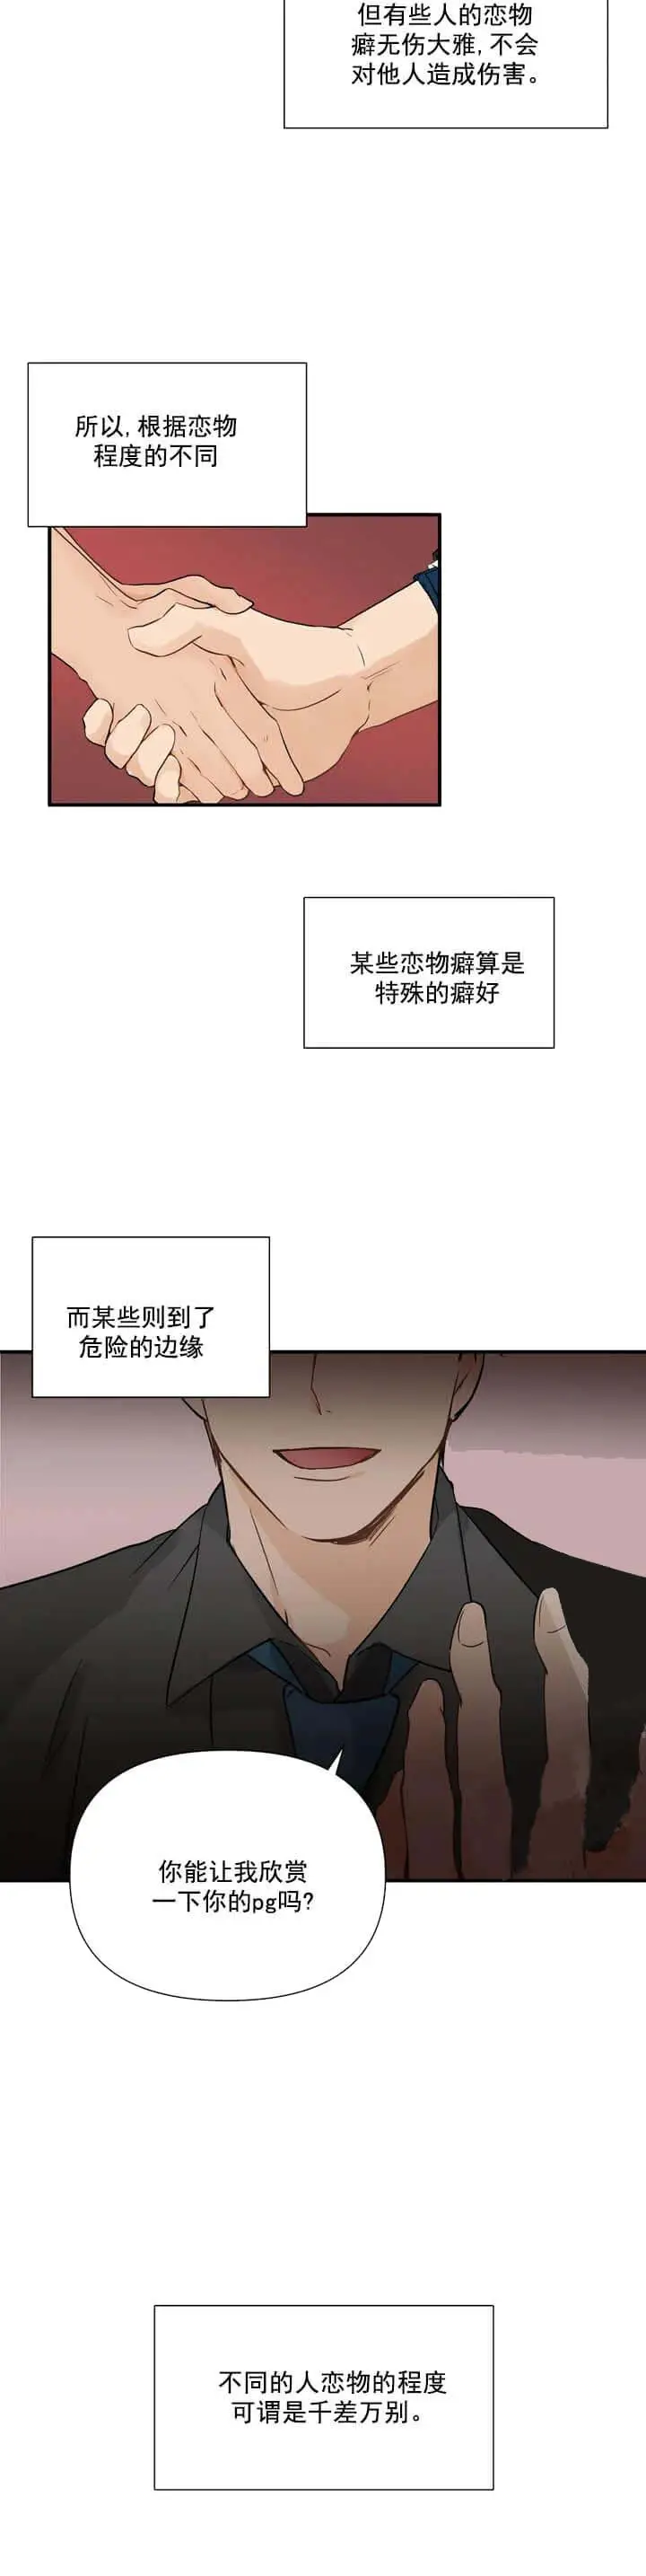 但有些人的恋物
癖无伤大雅,不会
对他人造成伤害。
所以,根据恋物
程度的不同
某些恋物癖算是
特殊的癖好
而某些则到了
危险的边缘
你能让我欣赏
一下你的pg吗?
不同的人恋物的程度
可谓是千差万别。